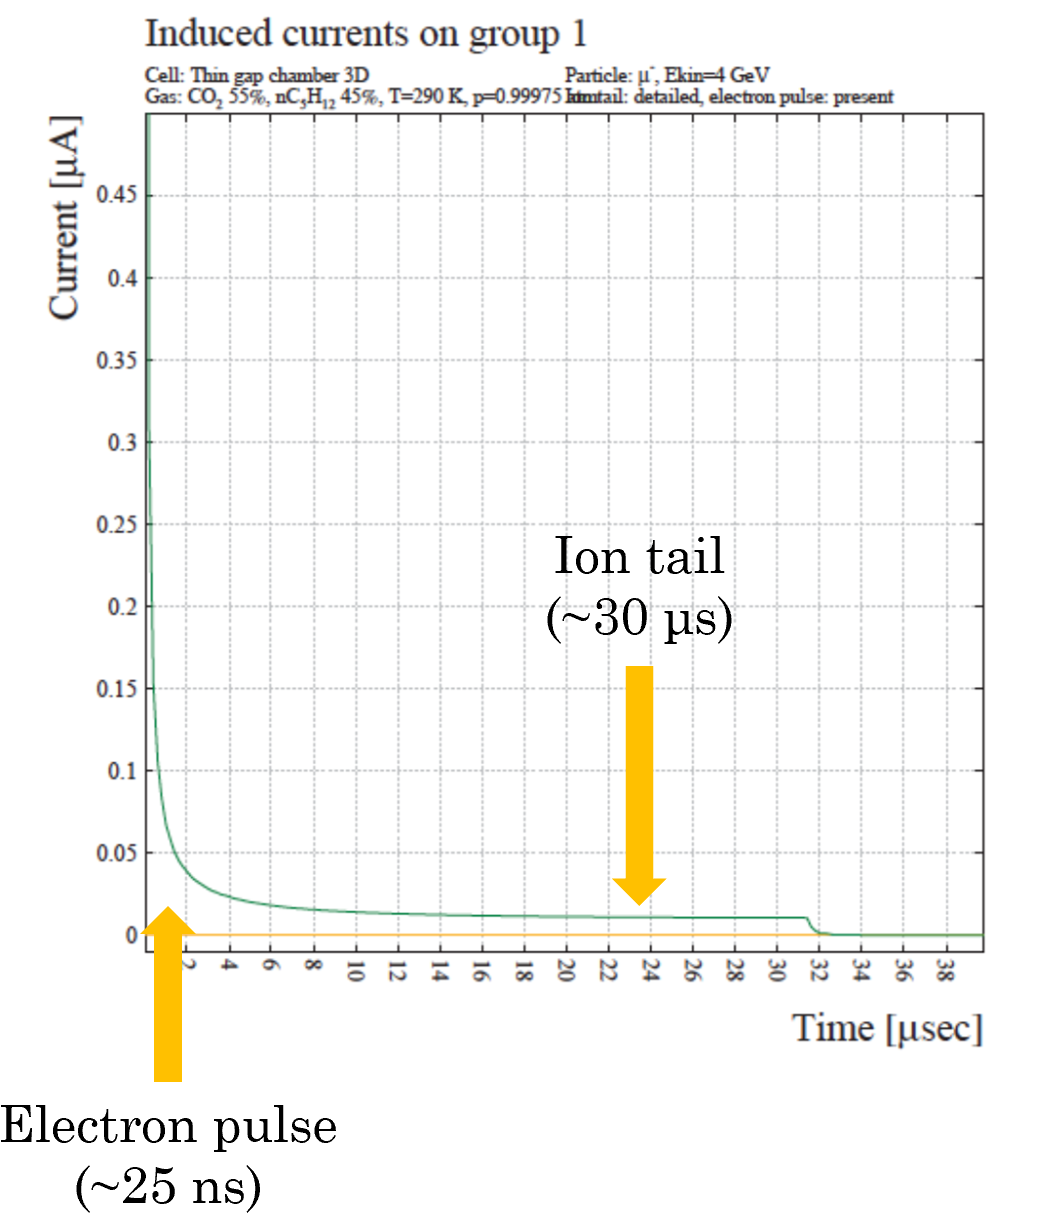 Induced currents on group 1
Cell: Thin gap chamber 3D Particle: μ⁻, Ekin=4 GeV
Gas: CO₂ 55%, nC₅H₁₂ 45%, T=290 K, p=0.99975 tail: detailed, electron pulse: present
Current [μA]
0.45
0.4
0.35
0.3
0.25
0.2
0.15
0.1
0.05
0
Ion tail
(~30 μs)
2 4 6 8 10 12 14 16 18 20 22 24 26 28 30 32 34 36 38
Time [μsec]
Electron pulse
(~25 ns)